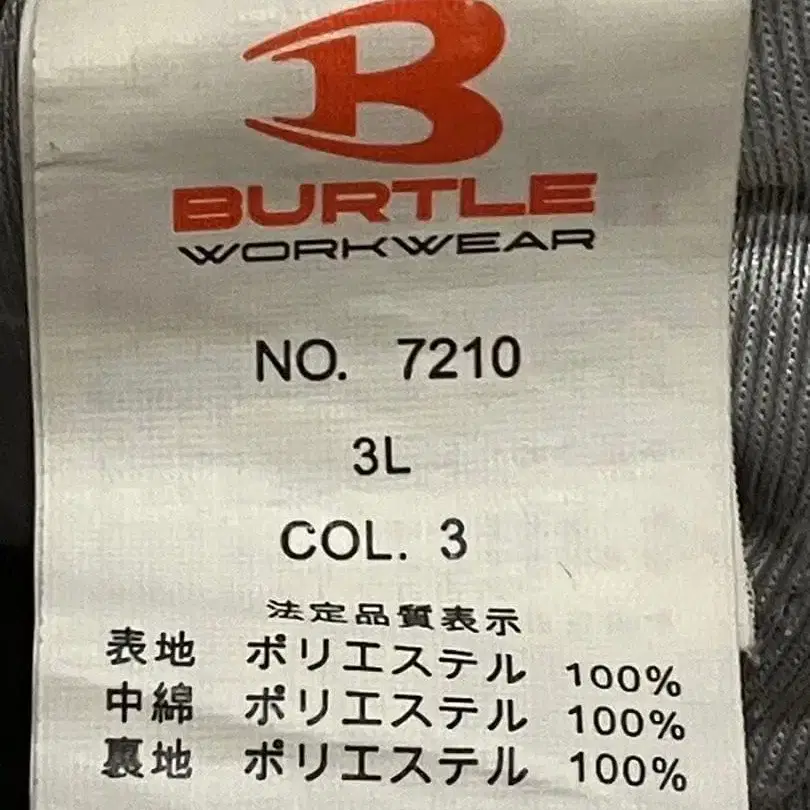 BURTLE
WORKWEAR
NO. 7210
3L
COL. 3
法定品質表示
表地 ポリエステル 100%
中綿 ポリエステル 100%
裏地 ポリエステル 100%